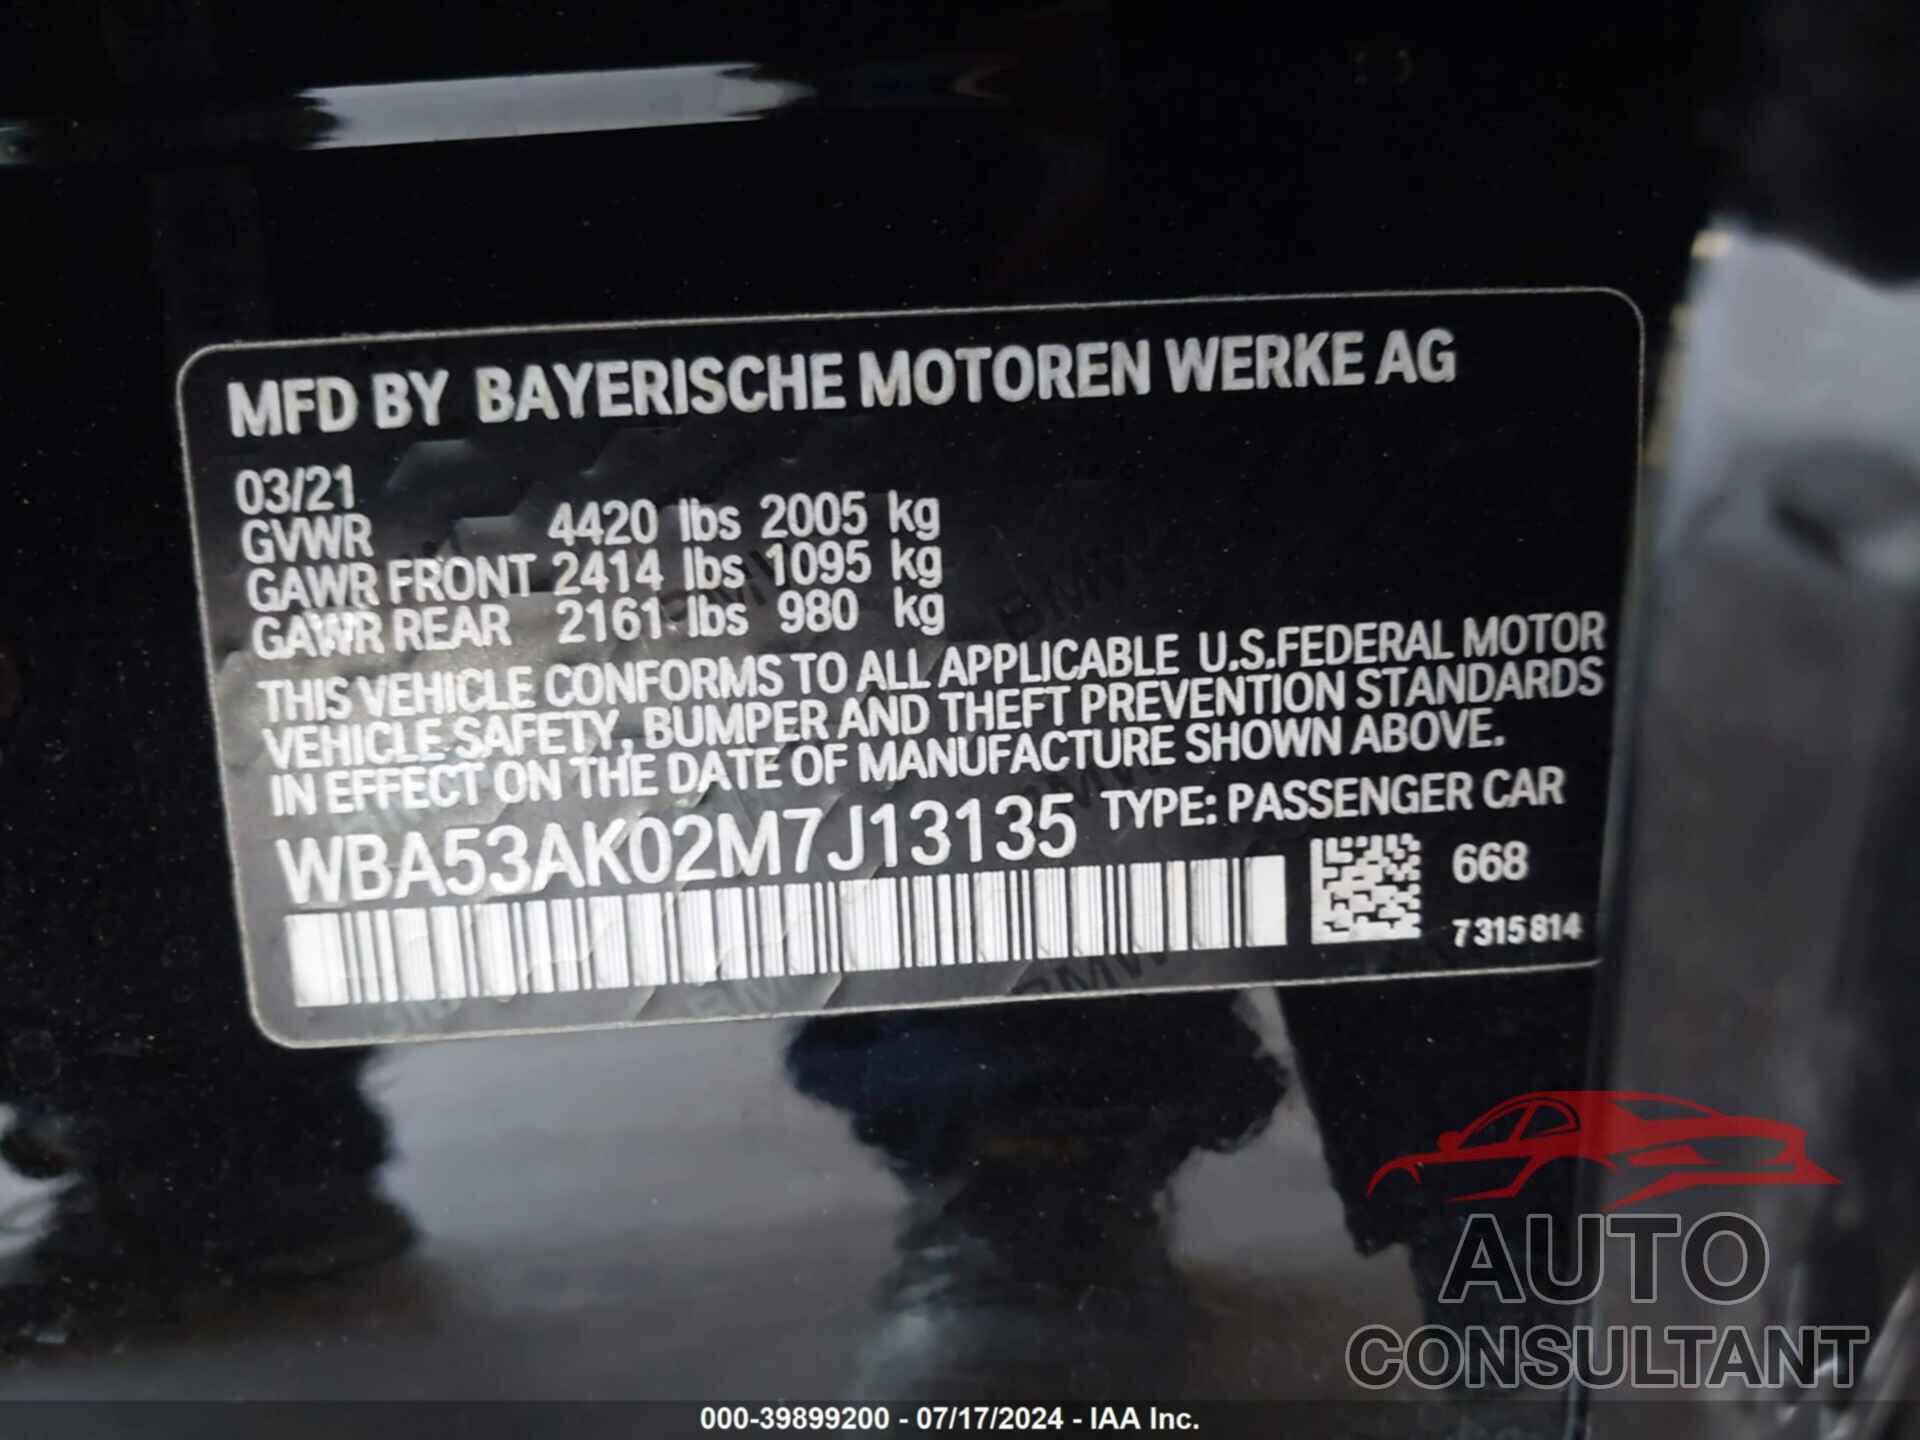 MFD BY BAYERISCHE MOTOREN WERKE AG
03/21
GVWR 4420 lbs 2005 kg
GAWR FRONT 2414 lbs 1095 kg
GAWR REAR 2161 lbs 980 kg
THIS VEHICLE CONFORMS TO ALL APPLICABLE U.S.FEDERAL MOTOR
VEHICLE SAFETY, BUMPER AND THEFT PREVENTION STANDARDS
IN EFFECT ON THE DATE OF MANUFACTURE SHOWN ABOVE.
WBA53AK02M7J13135 TYPE: PASSENGER CAR
668
7315814
AUTO
CONSULTANT
000-39899200 - 07/17/2024 - IAA Inc.